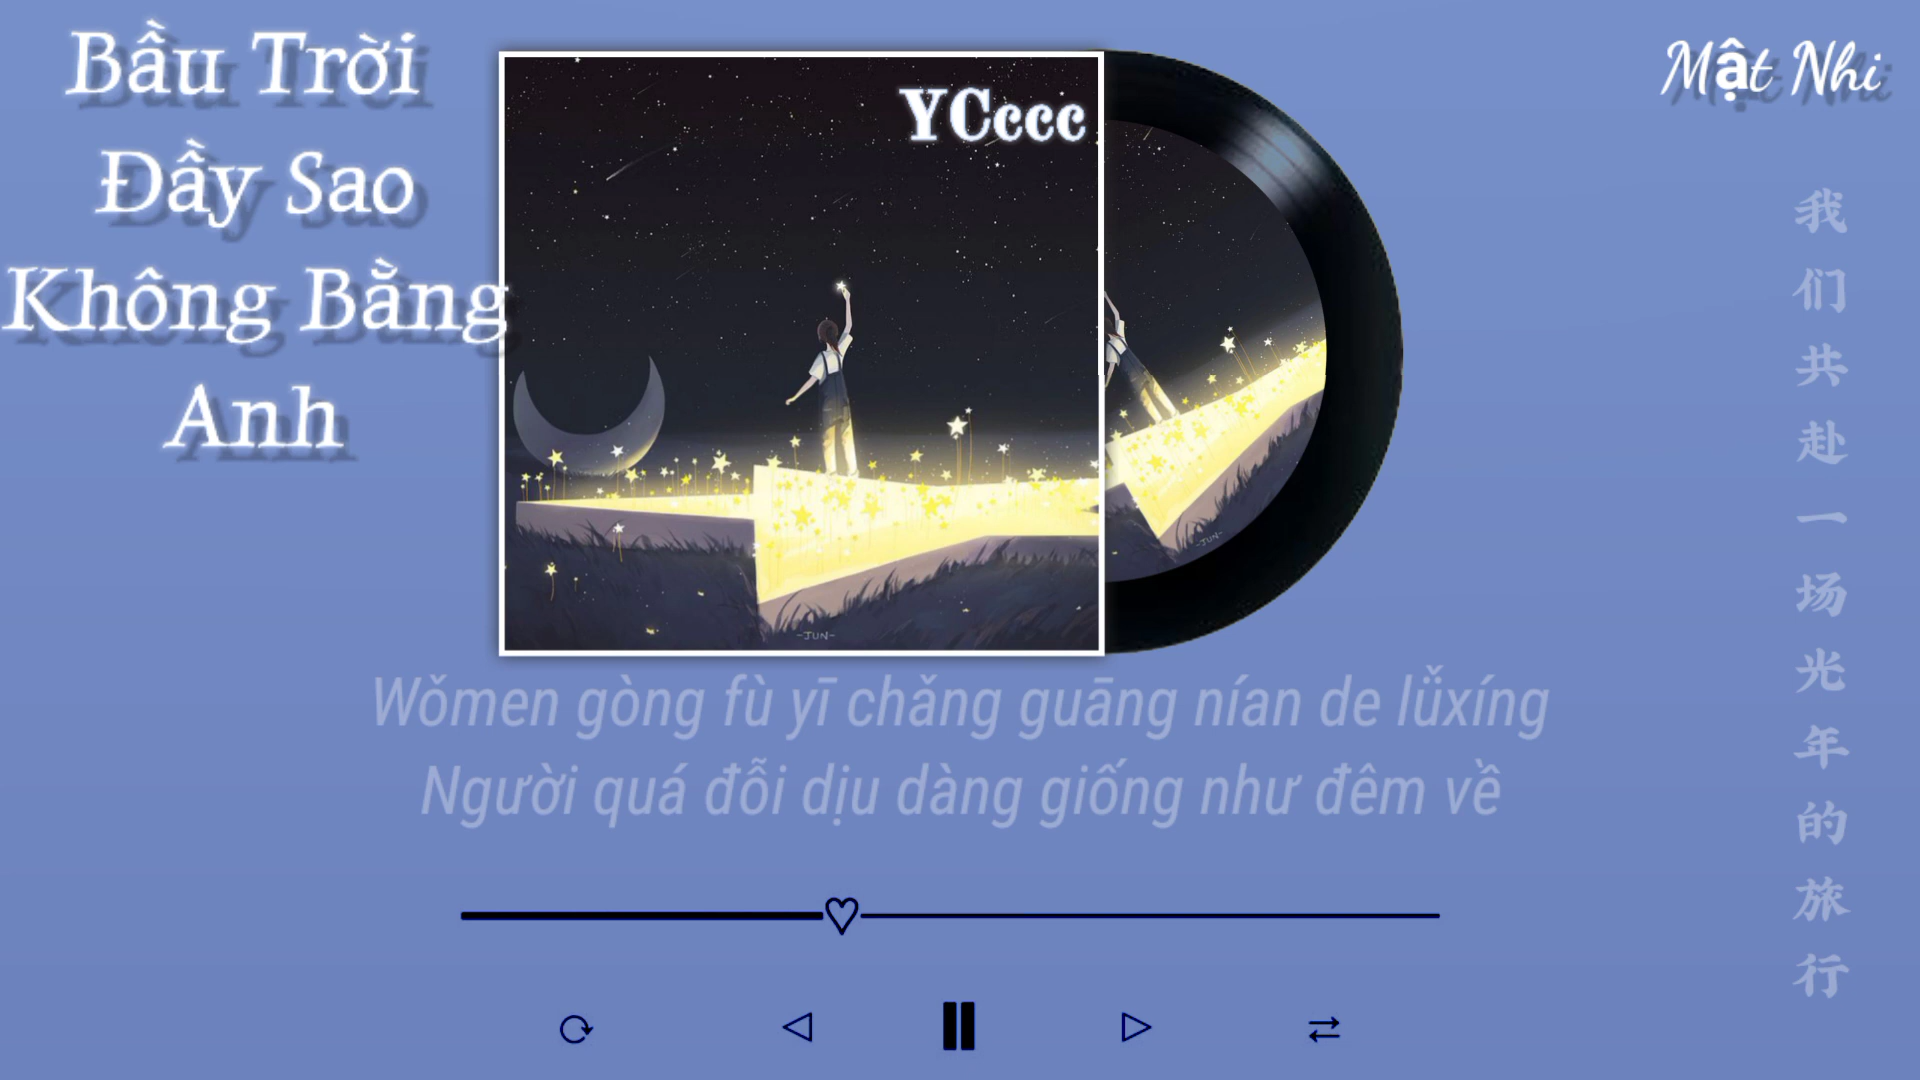 Bầu Trời
Đầy Sao
Không Bằng
Anh
YCccc
Mật Nhi
-JUN-
-JUN-
Wǒmen gòng fù yī chǎng guāng nían de lǚxíng
Người quá đỗi dịu dàng giống như đêm về
我们共赴一场光年的旅行